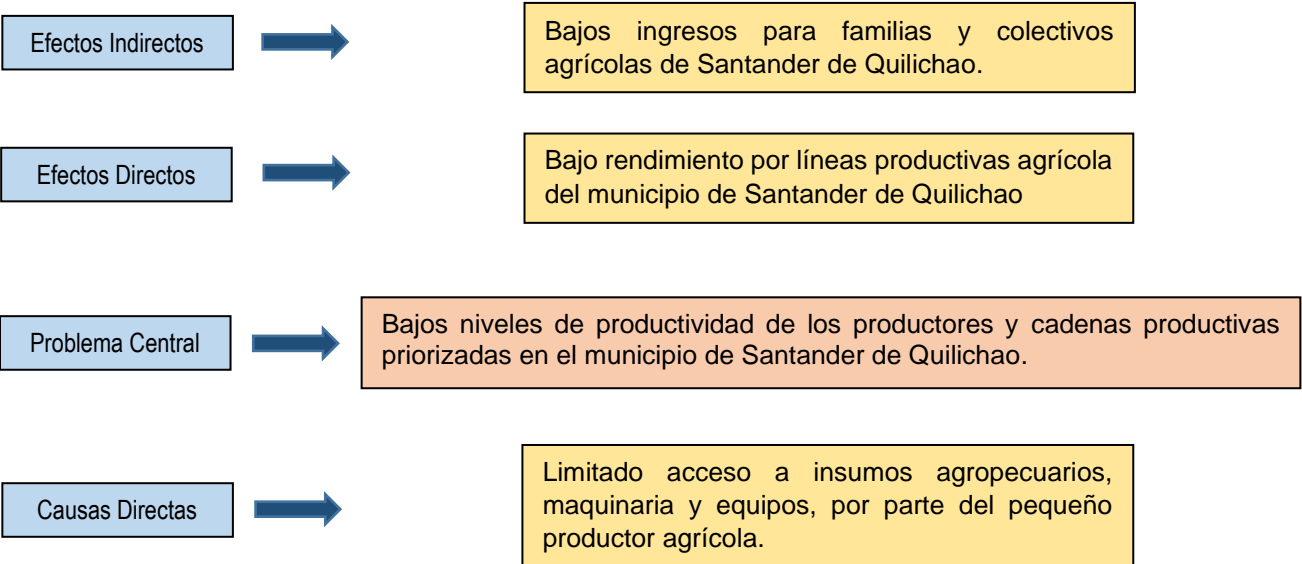 Efectos Indirectos
Bajos ingresos para familias y colectivos
agrícolas de Santander de Quilichao.
Efectos Directos
Bajo rendimiento por líneas productivas agrícola
del municipio de Santander de Quilichao
Problema Central
Bajos niveles de productividad de los productores y cadenas productivas
priorizadas en el municipio de Santander de Quilichao.
Causas Directas
Limitado acceso a insumos agropecuarios,
maquinaria y equipos, por parte del pequeño
productor agrícola.